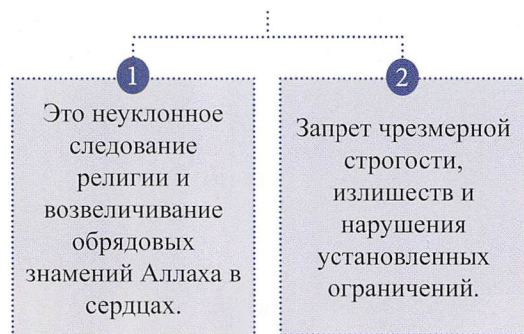 1
Это неуклонное
следование
религии и
возвеличивание
обрядовых
знамений Аллаха в
сердцах.
2
Запрет чрезмерной
строгости,
излишеств и
нарушения
установленных
ограничений.